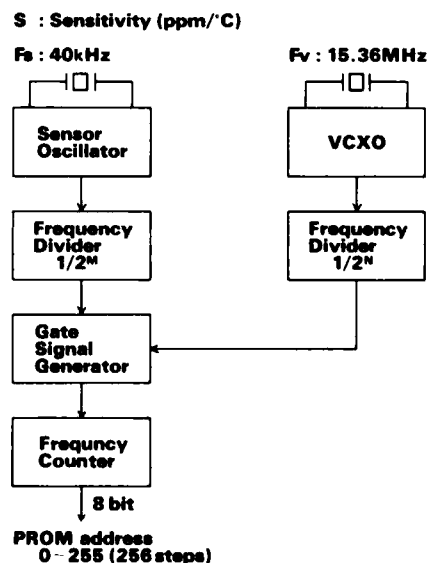 S : Sensitivity (ppm/°C)
Fs : 40kHz
Fv : 15.36MHz
Sensor
Oscillator
VCXO
Frequency
Divider
1/2ᴹ
Frequency
Divider
1/2ᴺ
Gate
Signal
Generator
Frequncy
Counter
8 bit
PROM address
0~255 (256 steps)